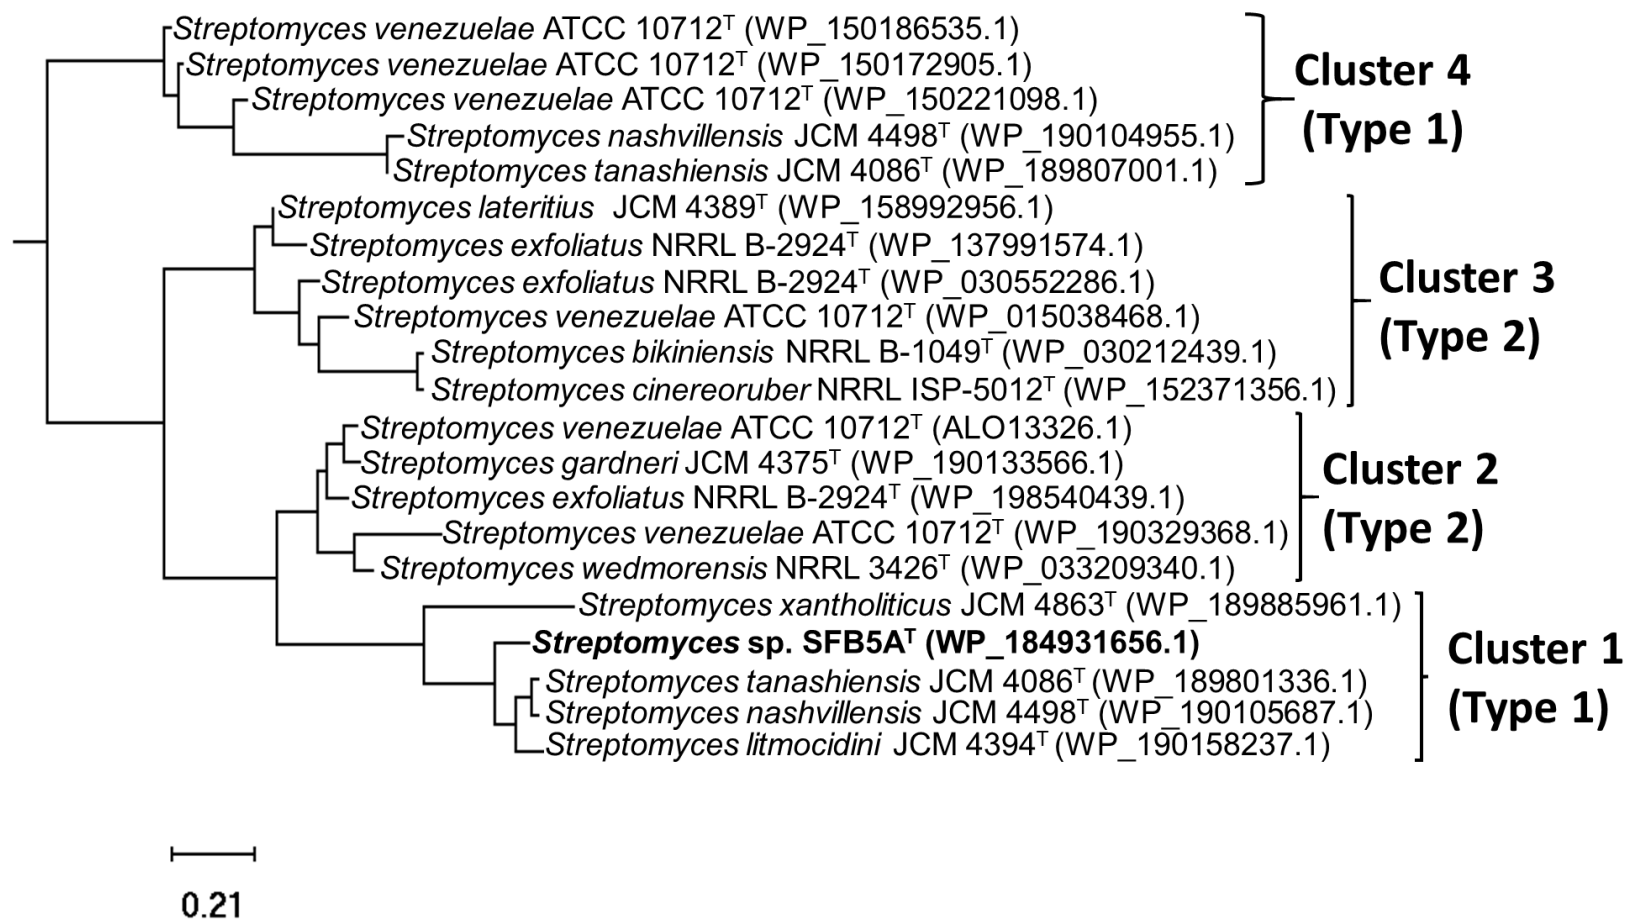 Streptomyces venezuelae ATCC 10712ᵀ (WP_150186535.1)
Streptomyces venezuelae ATCC 10712ᵀ (WP_150172905.1)
Streptomyces venezuelae ATCC 10712ᵀ (WP_150221098.1)
Streptomyces nashvillensis JCM 4498ᵀ (WP_190104955.1)
Streptomyces tanashiensis JCM 4086ᵀ (WP_189807001.1)
Cluster 4
(Type 1)
Streptomyces lateritius JCM 4389ᵀ (WP_158992956.1)
Streptomyces exfoliatus NRRL B-2924ᵀ (WP_137991574.1)
Streptomyces exfoliatus NRRL B-2924ᵀ (WP_030552286.1)
Streptomyces venezuelae ATCC 10712ᵀ (WP_015038468.1)
Streptomyces bikiniensis NRRL B-1049ᵀ (WP_030212439.1)
Streptomyces cinereoruber NRRL ISP-5012ᵀ (WP_152371356.1)
Cluster 3
(Type 2)
Streptomyces venezuelae ATCC 10712ᵀ (ALO13326.1)
Streptomyces gardneri JCM 4375ᵀ (WP_190133566.1)
Streptomyces exfoliatus NRRL B-2924ᵀ (WP_198540439.1)
Streptomyces venezuelae ATCC 10712ᵀ (WP_190329368.1)
Streptomyces wedmorensis NRRL 3426ᵀ (WP_033209340.1)
Cluster 2
(Type 2)
Streptomyces xantholiticus JCM 4863ᵀ (WP_189885961.1)
Streptomyces sp. SFB5Aᵀ (WP_184931656.1)
Streptomyces tanashiensis JCM 4086ᵀ (WP_189801336.1)
Streptomyces nashvillensis JCM 4498ᵀ (WP_190105687.1)
Streptomyces litmocidini JCM 4394ᵀ (WP_190158237.1)
Cluster 1
(Type 1)
0.21